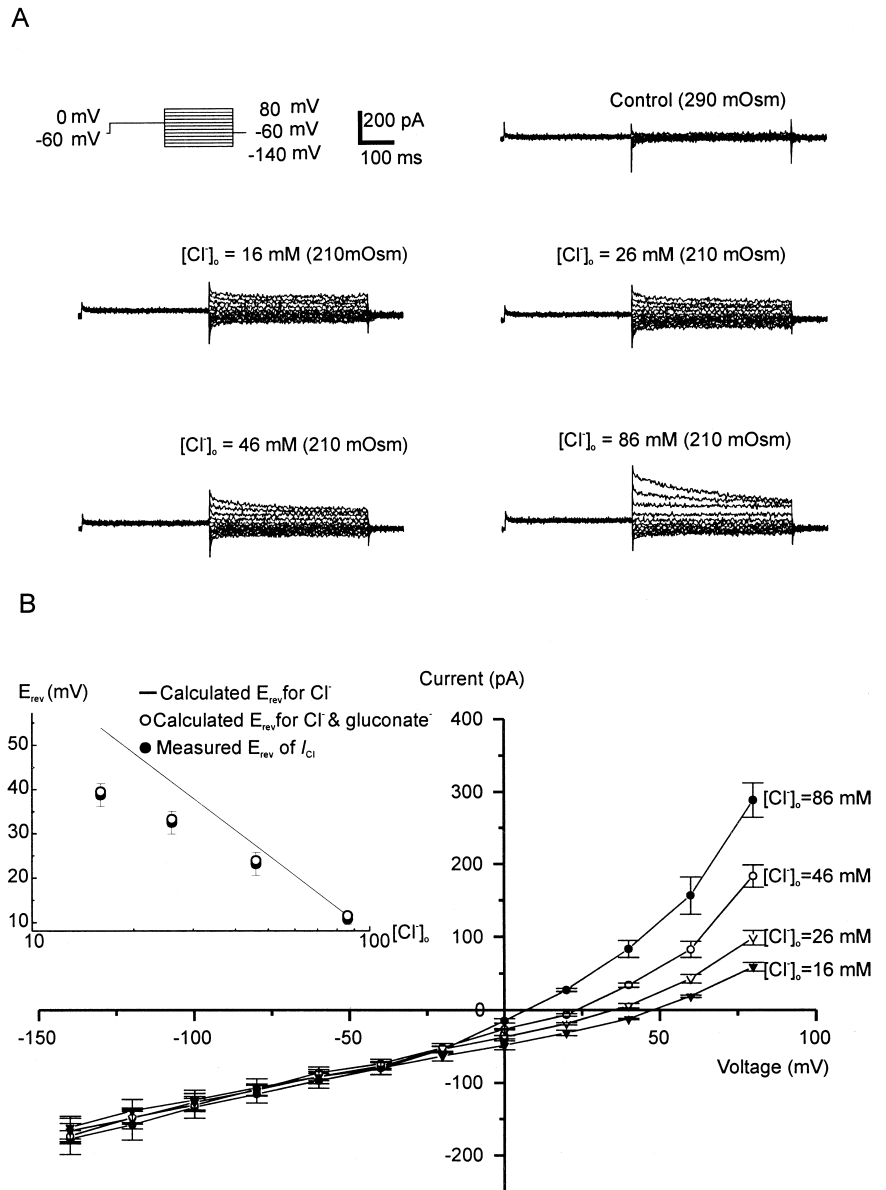 A
0 mV
-60 mV
80 mV
-60 mV
-140 mV
200 pA
100 ms
Control (290 mOsm)
[Cl-]o = 16 mM (210mOsm)
[Cl-]o = 26 mM (210 mOsm)
[Cl-]o = 46 mM (210 mOsm)
[Cl-]o = 86 mM (210 mOsm)
B
Erev (mV)
Calculated Erev for Cl-
Calculated Erev for Cl- & gluconate-
Measured Erev of ICl
50
40
30
20
10
10
100
[Cl-]o
Current (pA)
400
300
200
100
0
-100
-200
-150
-100
-50
0
50
100
Voltage (mV)
[Cl-]o=86 mM
[Cl-]o=46 mM
[Cl-]o=26 mM
[Cl-]o=16 mM